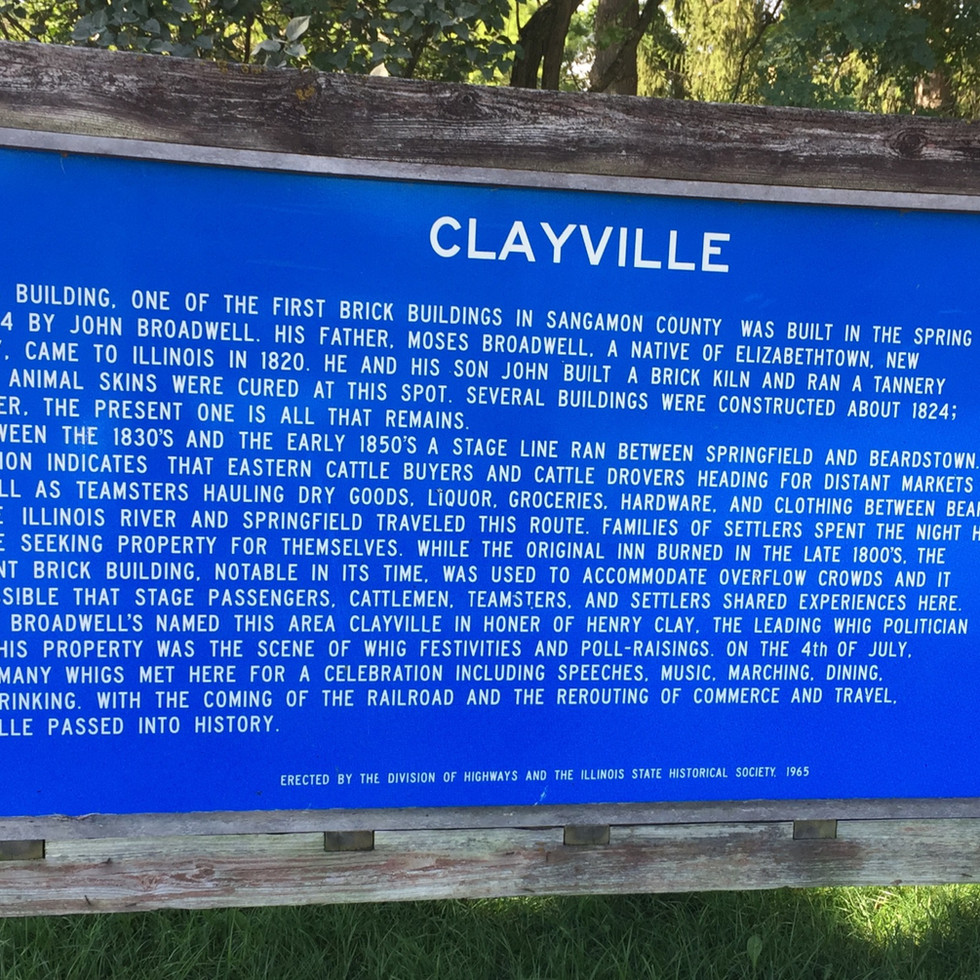 CLAYVILLE
BUILDING, ONE OF THE FIRST BRICK BUILDINGS IN SANGAMON COUNTY WAS BUILT IN THE SPRING
4 BY JOHN BROADWELL. HIS FATHER, MOSES BROADWELL, A NATIVE OF ELIZABETHTOWN, NEW
, CAME TO ILLINOIS IN 1820. HE AND HIS SON JOHN BUILT A BRICK KILN AND RAN A TANNERY
ANIMAL SKINS WERE CURED AT THIS SPOT. SEVERAL BUILDINGS WERE CONSTRUCTED ABOUT 1824;
ER, THE PRESENT ONE IS ALL THAT REMAINS.
WEEN THE 1830'S AND THE EARLY 1850'S A STAGE LINE RAN BETWEEN SPRINGFIELD AND BEARDSTOWN.
ION INDICATES THAT EASTERN CATTLE BUYERS AND CATTLE DROVERS HEADING FOR DISTANT MARKETS
LL AS TEAMSTERS HAULING DRY GOODS, LIQUOR, GROCERIES, HARDWARE, AND CLOTHING BETWEEN BEAR
E ILLINOIS RIVER AND SPRINGFIELD TRAVELED THIS ROUTE. FAMILIES OF SETTLERS SPENT THE NIGHT H
E SEEKING PROPERTY FOR THEMSELVES. WHILE THE ORIGINAL INN BURNED IN THE LATE 1800'S, THE
NT BRICK BUILDING, NOTABLE IN ITS TIME, WAS USED TO ACCOMMODATE OVERFLOW CROWDS AND IT
SIBLE THAT STAGE PASSENGERS, CATTLEMEN, TEAMSTERS, AND SETTLERS SHARED EXPERIENCES HERE.
BROADWELL'S NAMED THIS AREA CLAYVILLE IN HONER OF HENRY CLAY, THE LEADING WHIG POLITICIAN
HIS PROPERTY WAS THE SCENE OF WHIG FESTIVITIES AND POLL-RAISINGS. ON THE 4th OF JULY,
MANY WHIGS MET HERE FOR A CELEBRATION INCLUDING SPEECHES, MUSIC, MARCHING, DINING,
RINKING. WITH THE COMING OF THE RAILROAD AND THE REROUTING OF COMMERCE AND TRAVEL,
LLE PASSED INTO HISTORY.
ERECTED BY THE DIVISION OF HIGHWAYS AND THE ILLINOIS STATE HISTORICAL SOCIETY, 1965